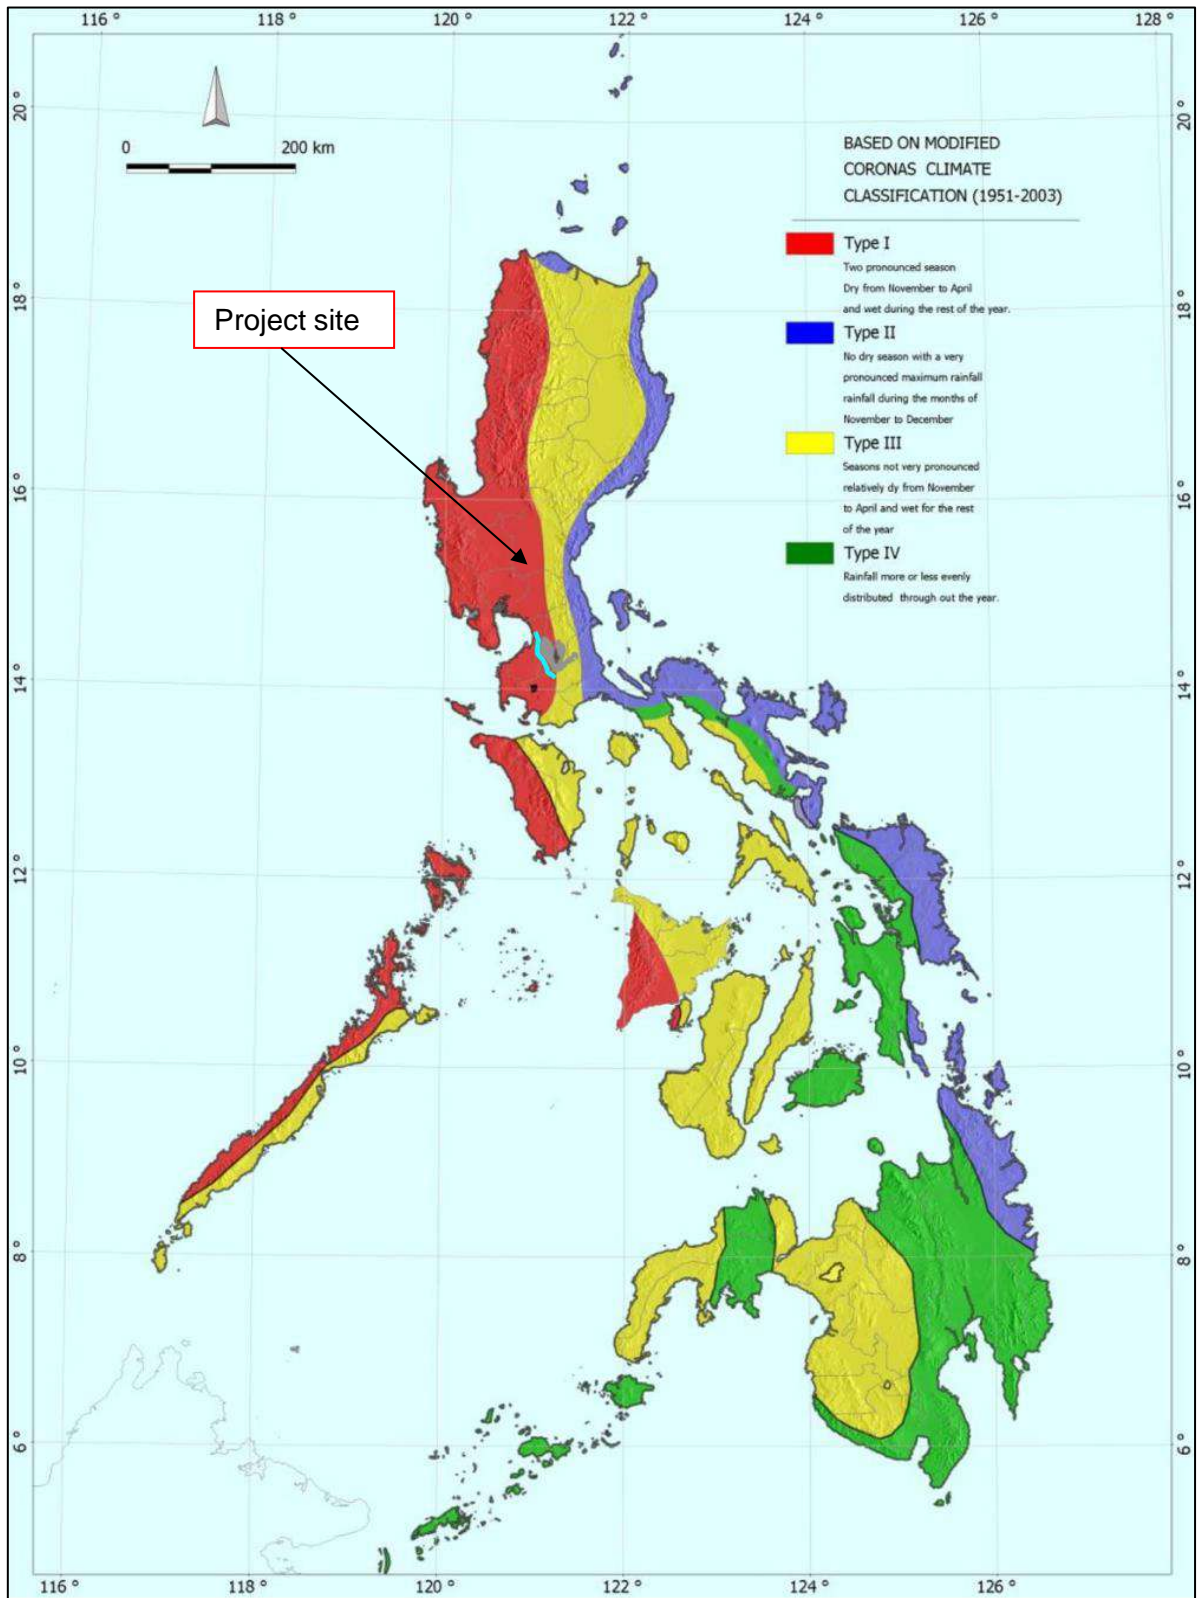 116 °
118 °
120 °
122 °
124 °
126 °
128 °
20 °
20 °
0
200 km
BASED ON MODIFIED
CORONAS CLIMATE
CLASSIFICATION (1951-2003)
Type I
Two pronounced season
Dry from November to April
and wet during the rest of the year.
18 °
18 °
Project site
Type II
No dry season with a very
pronounced maximum rainfall
rainfall during the months of
November to December
Type III
Seasons not very pronounced
relatively dy from November
to April and wet for the rest
of the year
16 °
16 °
Type IV
Rainfall more or less evenly
distributed through out the year.
14 °
14 °
12 °
12 °
10 °
10 °
8 °
8 °
6 °
6 °
116 °
118 °
120 °
122 °
124 °
126 °